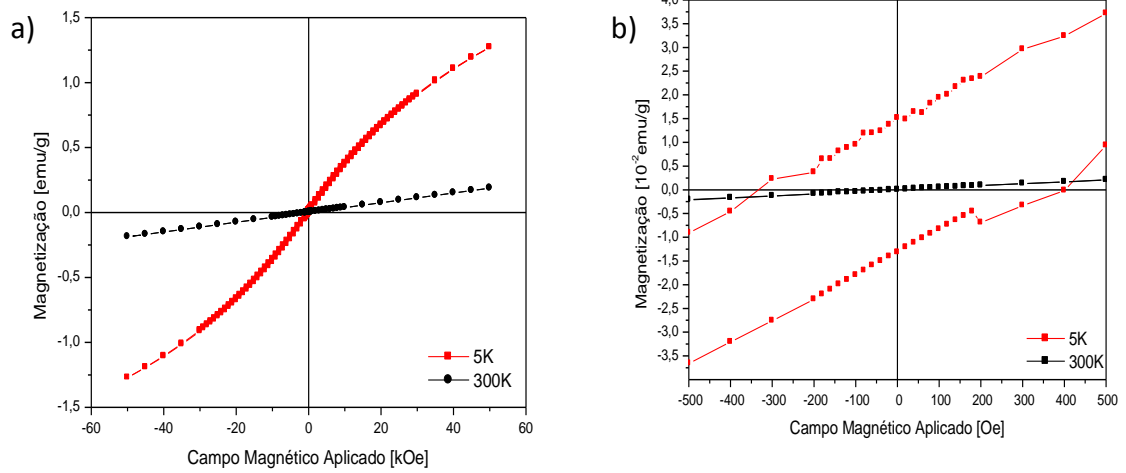 a)
1,5
1,0
0,5
0,0
-0,5
-1,0
-1,5
Magnetização [emu/g]
5K
300K
-60 -40 -20 0 20 40 60
Campo Magnético Aplicado [kOe]
b)
4,0
3,5
3,0
2,5
2,0
1,5
1,0
0,5
0,0
-0,5
-1,0
-1,5
-2,0
-2,5
-3,0
-3,5
Magnetização [10⁻²emu/g]
5K
300K
-500 -400 -300 -200 -100 0 100 200 300 400 500
Campo Magnético Aplicado [Oe]